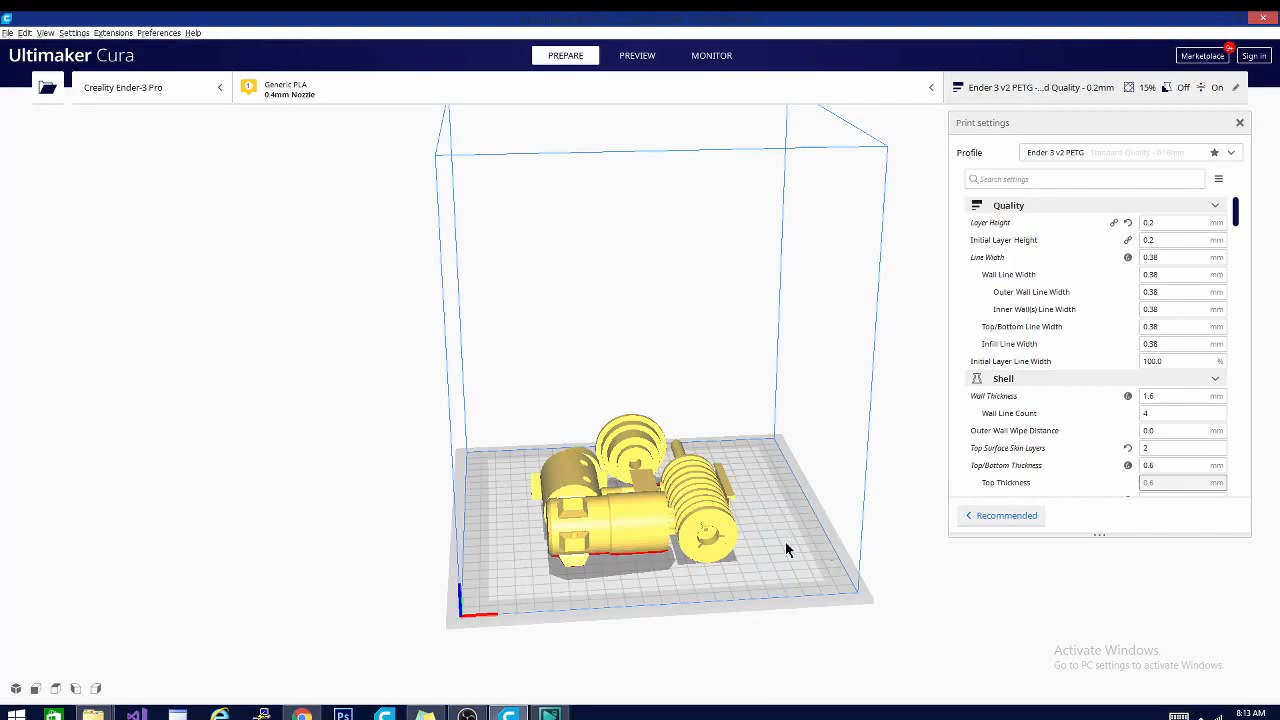 File Edit View Settings Extensions Preferences Help
Ultimaker Cura
PREPARE PREVIEW MONITOR
Marketplace 9+ Sign in
Creality Ender-3 Pro
1 Generic PLA
0.4mm Nozzle
Ender 3 v2 PETG -...d Quality - 0.2mm 15% Off On
Print settings
Profile Ender 3 v2 PETG - Standard Quality
Search settings
Quality
Layer Height 0.2 mm
Initial Layer Height 0.2 mm
Line Width 0.38 mm
Wall Line Width 0.38 mm
Outer Wall Line Width 0.38 mm
Inner Wall(s) Line Width 0.38 mm
Top/Bottom Line Width 0.38 mm
Infill Line Width 0.38 mm
Initial Layer Line Width 100.0 %
Shell
Wall Thickness 1.6 mm
Wall Line Count 4
Outer Wall Wipe Distance 0.0 mm
Top Surface Skin Layers 2
Top/Bottom Thickness 0.6 mm
Top Thickness 0.6 mm
Recommended
Activate Windows
Go to PC settings to activate Windows.
8:13 AM